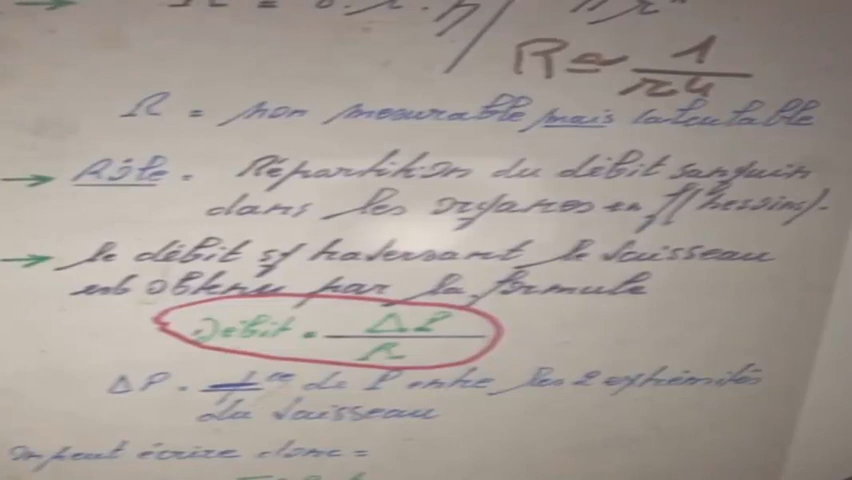 R ≃ 1 / r4
R = non mesurable mais calculable
→ Rôle = Répartition du débit sanguin
dans les organes en f(besoins).
→ le débit sg traversant le vaisseau
est obtenu par la formule
Débit = ΔP / R
ΔP = de P entre les 2 extrémités
du vaisseau
on peut écrire donc =